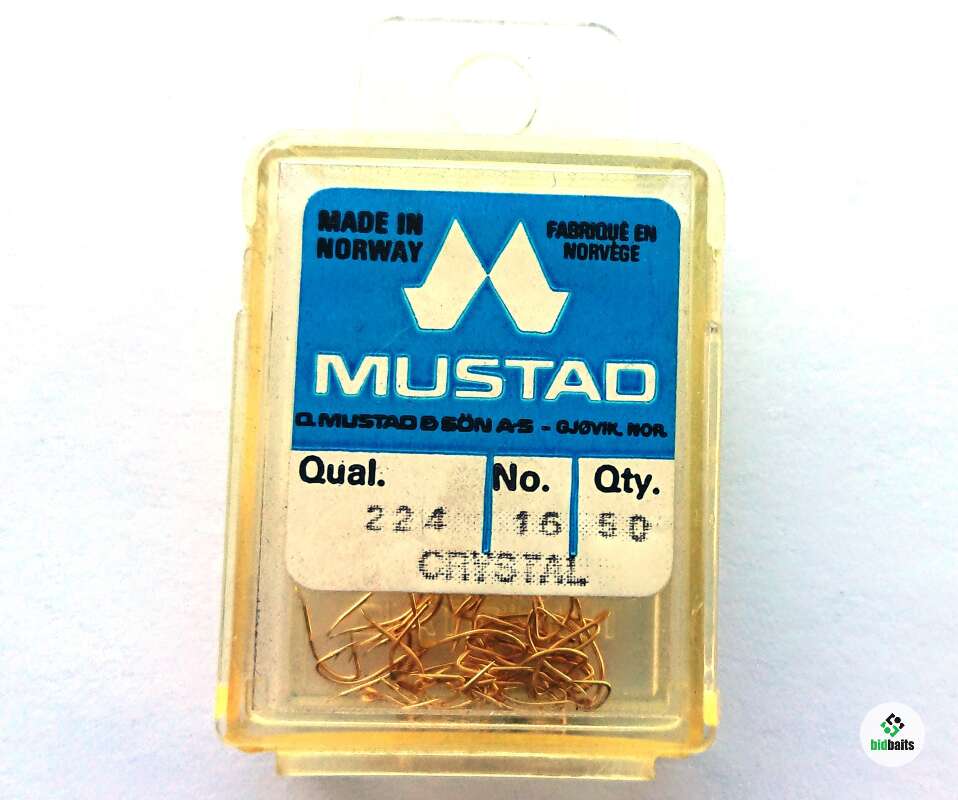 MADE IN
NORWAY
FABRIQUÉ EN
NORVÈGE
MUSTAD
O. MUSTAD & SÖN A-S - GJØVIK. NOR.
Qual. No. Qty.
224 16 50
CRYSTAL
bidbaits